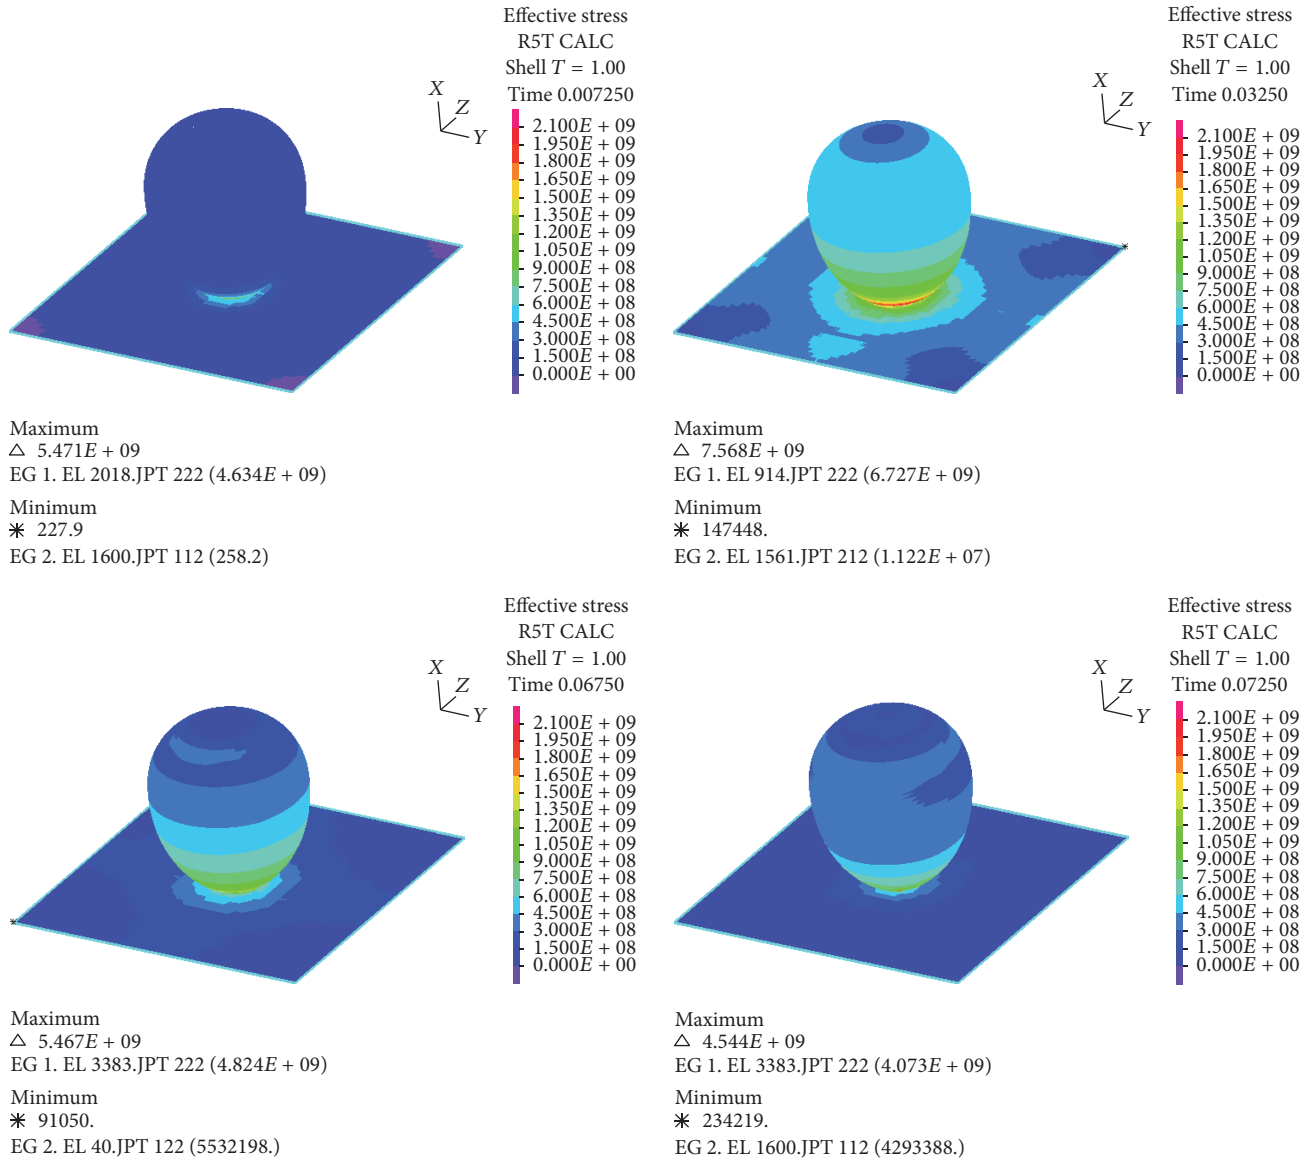 Effective stress
R5T CALC
Shell T = 1.00
Time 0.007250
X
Z
Y
2.100E + 09
1.950E + 09
1.800E + 09
1.650E + 09
1.500E + 09
1.350E + 09
1.200E + 09
1.050E + 09
9.000E + 08
7.500E + 08
6.000E + 08
4.500E + 08
3.000E + 08
1.500E + 08
0.000E + 00
Maximum
△ 5.471E + 09
EG 1. EL 2018.JPT 222 (4.634E + 09)
Minimum
* 227.9
EG 2. EL 1600.JPT 112 (258.2)
Effective stress
R5T CALC
Shell T = 1.00
Time 0.03250
X
Z
Y
2.100E + 09
1.950E + 09
1.800E + 09
1.650E + 09
1.500E + 09
1.350E + 09
1.200E + 09
1.050E + 09
9.000E + 08
7.500E + 08
6.000E + 08
4.500E + 08
3.000E + 08
1.500E + 08
0.000E + 00
Maximum
△ 7.568E + 09
EG 1. EL 914.JPT 222 (6.727E + 09)
Minimum
* 147448.
EG 2. EL 1561.JPT 212 (1.122E + 07)
Effective stress
R5T CALC
Shell T = 1.00
Time 0.06750
X
Z
Y
2.100E + 09
1.950E + 09
1.800E + 09
1.650E + 09
1.500E + 09
1.350E + 09
1.200E + 09
1.050E + 09
9.000E + 08
7.500E + 08
6.000E + 08
4.500E + 08
3.000E + 08
1.500E + 08
0.000E + 00
Maximum
△ 5.467E + 09
EG 1. EL 3383.JPT 222 (4.824E + 09)
Minimum
* 91050.
EG 2. EL 40.JPT 122 (5532198.)
Effective stress
R5T CALC
Shell T = 1.00
Time 0.07250
X
Z
Y
2.100E + 09
1.950E + 09
1.800E + 09
1.650E + 09
1.500E + 09
1.350E + 09
1.200E + 09
1.050E + 09
9.000E + 08
7.500E + 08
6.000E + 08
4.500E + 08
3.000E + 08
1.500E + 08
0.000E + 00
Maximum
△ 4.544E + 09
EG 1. EL 3383.JPT 222 (4.073E + 09)
Minimum
* 234219.
EG 2. EL 1600.JPT 112 (4293388.)